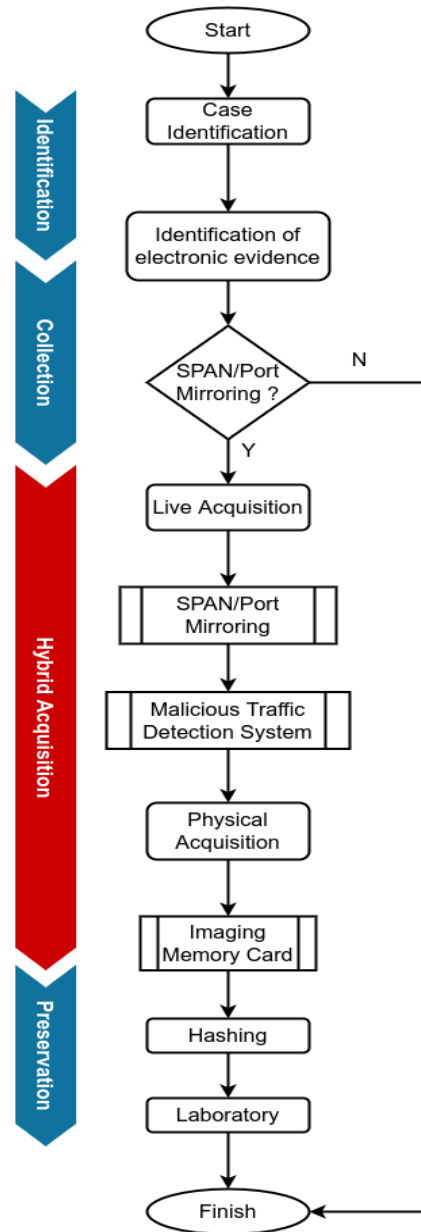 Start
Identification
Case
Identification
Identification of
electronic evidence
Collection
SPAN/Port
Mirroring ?
N
Y
Hybrid Acquisition
Live Acquisition
SPAN/Port
Mirroring
Malicious Traffic
Detection System
Physical
Acquisition
Imaging
Memory Card
Preservation
Hashing
Laboratory
Finish